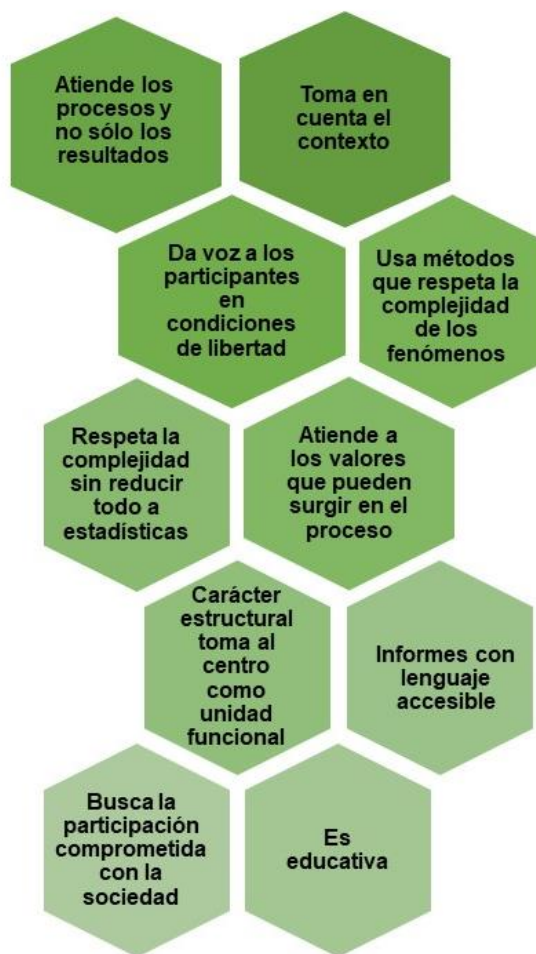 Atiende los
procesos y
no sólo los
resultados
Toma en
cuenta el
contexto
Da voz a los
participantes
en
condiciones
de libertad
Usa métodos
que respeta la
complejidad
de los
fenómenos
Respeta la
complejidad
sin reducir
todo a
estadísticas
Atiende a
los valores
que pueden
surgir en el
proceso
Carácter
estructural
toma al
centro
como
unidad
funcional
Informes con
lenguaje
accesible
Busca la
participación
comprometida
con la
sociedad
Es
educativa